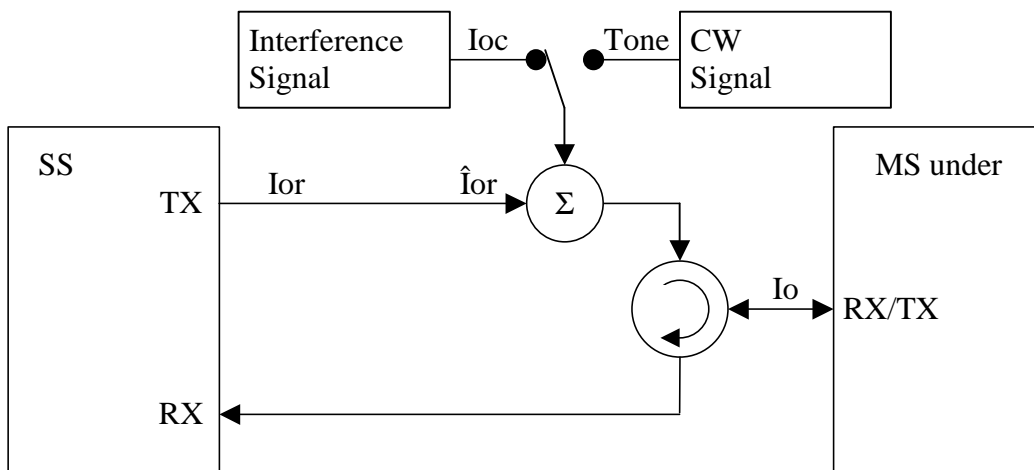 Interference
Signal
Ioc
Tone
CW
Signal
SS
MS under
TX
Ior
Îor
Σ
Io
RX/TX
RX